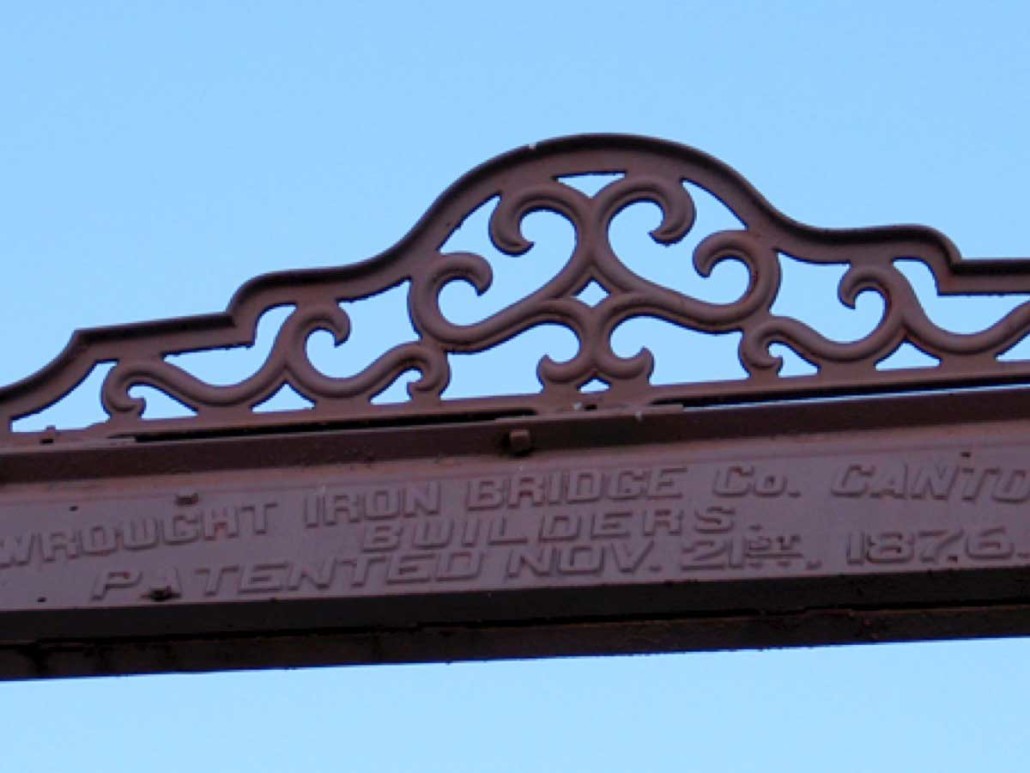 WROUGHT IRON BRIDGE Co. CANTO
BUILDERS.
PATENTED NOV. 21ST., 1876.